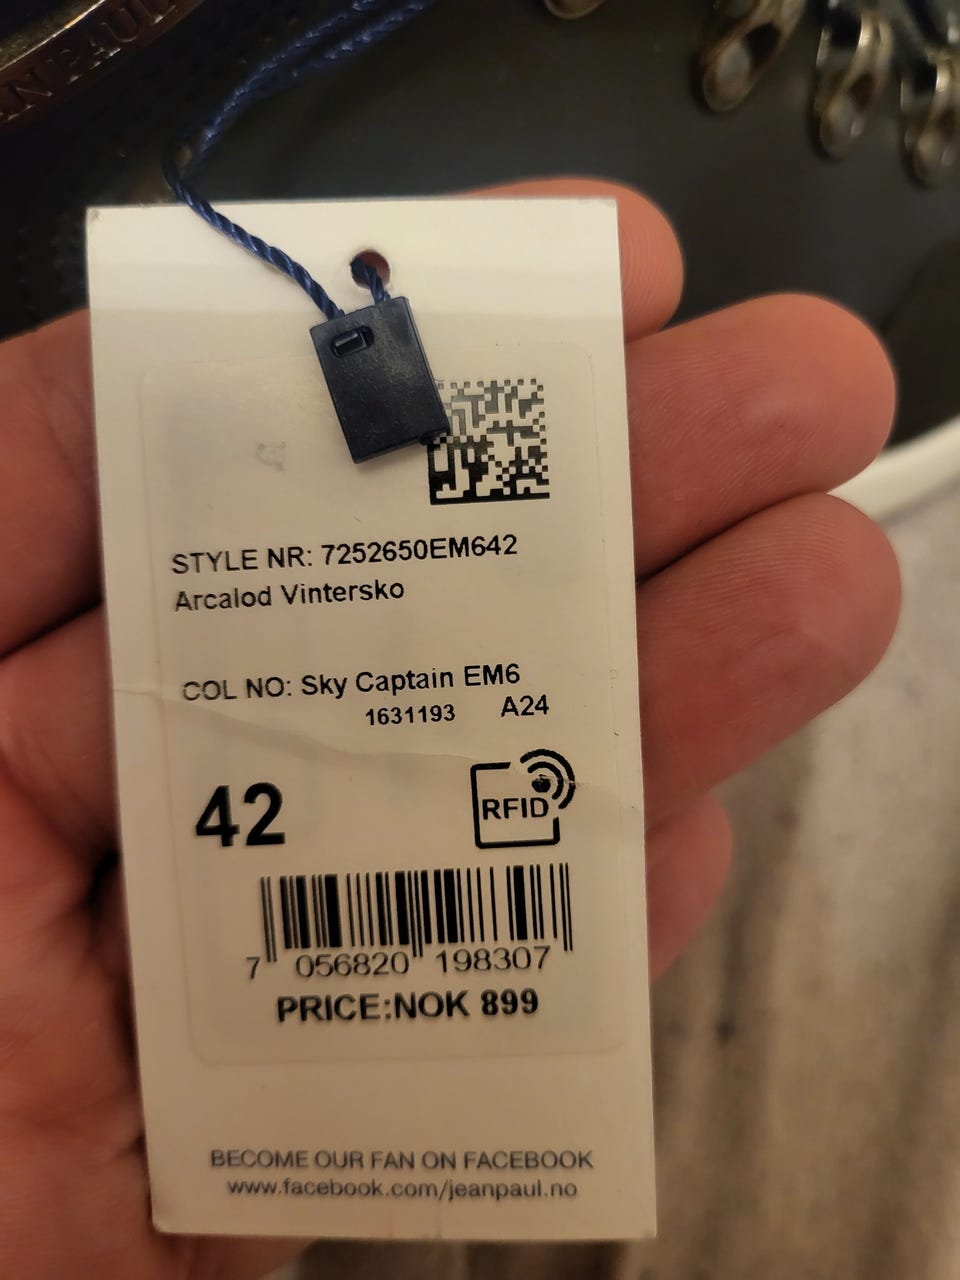 N PAUL
STYLE NR: 7252650EM642
Arcalod Vintersko
COL NO: Sky Captain EM6
1631193 A24
42
RFID
7 056820 198307
PRICE:NOK 899
BECOME OUR FAN ON FACEBOOK
www.facebook.com/jeanpaul.no